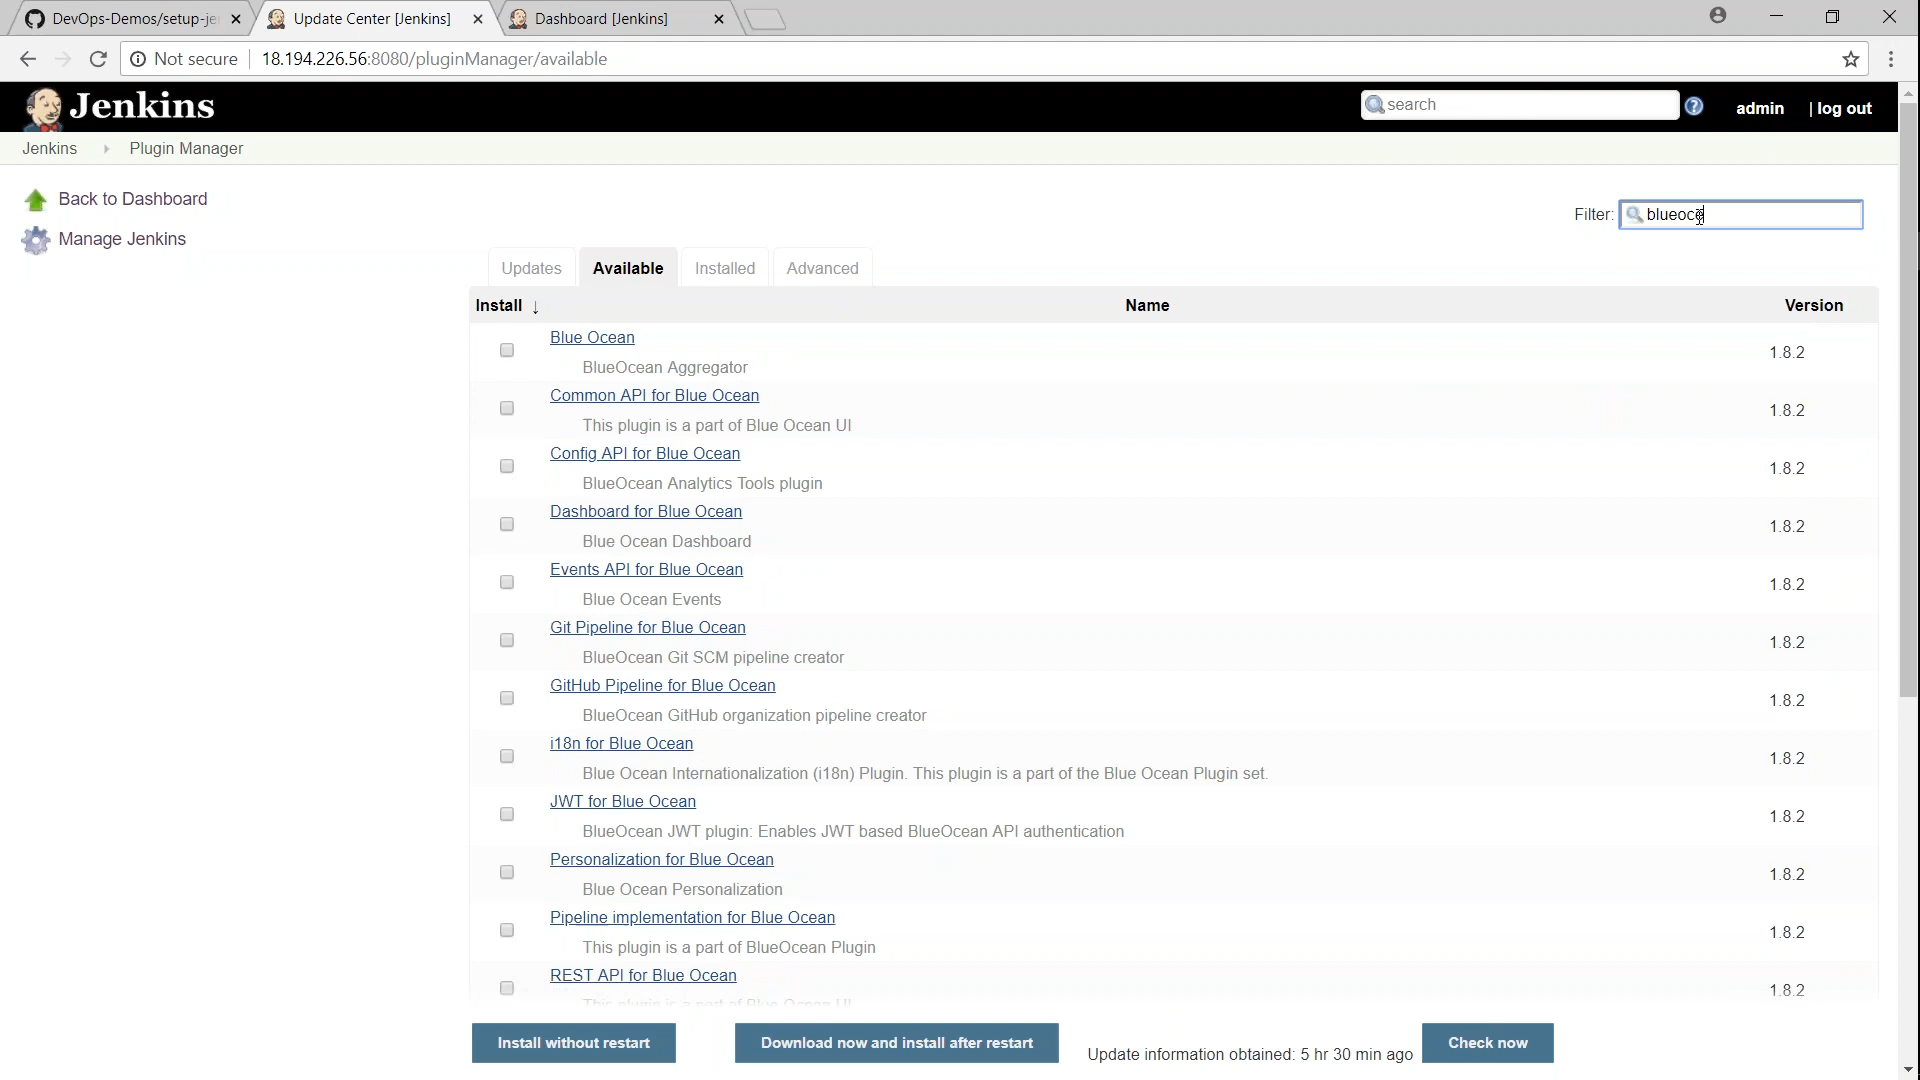 DevOps-Demos/setup-je
Update Center [Jenkins]
Dashboard [Jenkins]
Not secure
18.194.226.56:8080/pluginManager/available
Jenkins
search
admin
| log out
Jenkins
Plugin Manager
Back to Dashboard
Manage Jenkins
Filter:
blueoce
Updates
Available
Installed
Advanced
Install ↓
Name
Version
Blue Ocean
BlueOcean Aggregator
1.8.2
Common API for Blue Ocean
This plugin is a part of Blue Ocean UI
1.8.2
Config API for Blue Ocean
BlueOcean Analytics Tools plugin
1.8.2
Dashboard for Blue Ocean
Blue Ocean Dashboard
1.8.2
Events API for Blue Ocean
Blue Ocean Events
1.8.2
Git Pipeline for Blue Ocean
BlueOcean Git SCM pipeline creator
1.8.2
GitHub Pipeline for Blue Ocean
BlueOcean GitHub organization pipeline creator
1.8.2
i18n for Blue Ocean
Blue Ocean Internationalization (i18n) Plugin. This plugin is a part of the Blue Ocean Plugin set.
1.8.2
JWT for Blue Ocean
BlueOcean JWT plugin: Enables JWT based BlueOcean API authentication
1.8.2
Personalization for Blue Ocean
Blue Ocean Personalization
1.8.2
Pipeline implementation for Blue Ocean
This plugin is a part of BlueOcean Plugin
1.8.2
REST API for Blue Ocean
This plugin is a part of Blue Ocean UI
1.8.2
Install without restart
Download now and install after restart
Update information obtained: 5 hr 30 min ago
Check now